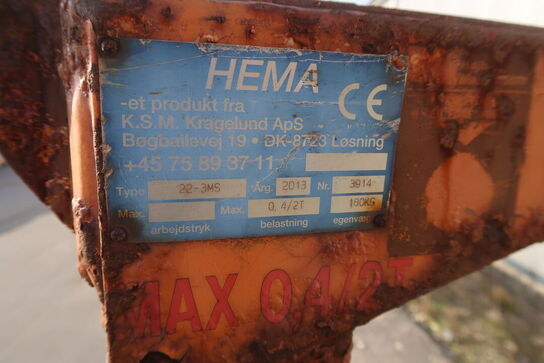 HEMA CE
-et produkt fra
K.S.M. Kragelund ApS
Bøgballevej 19 • DK-8723 Løsning
+45 75 89 37 11
Type 22-3MS Årg. 2013 Nr. 3914
Max. Max. 0,4/2T 180KG
arbejdstryk belastning egenvægt
MAX 0,4/2T